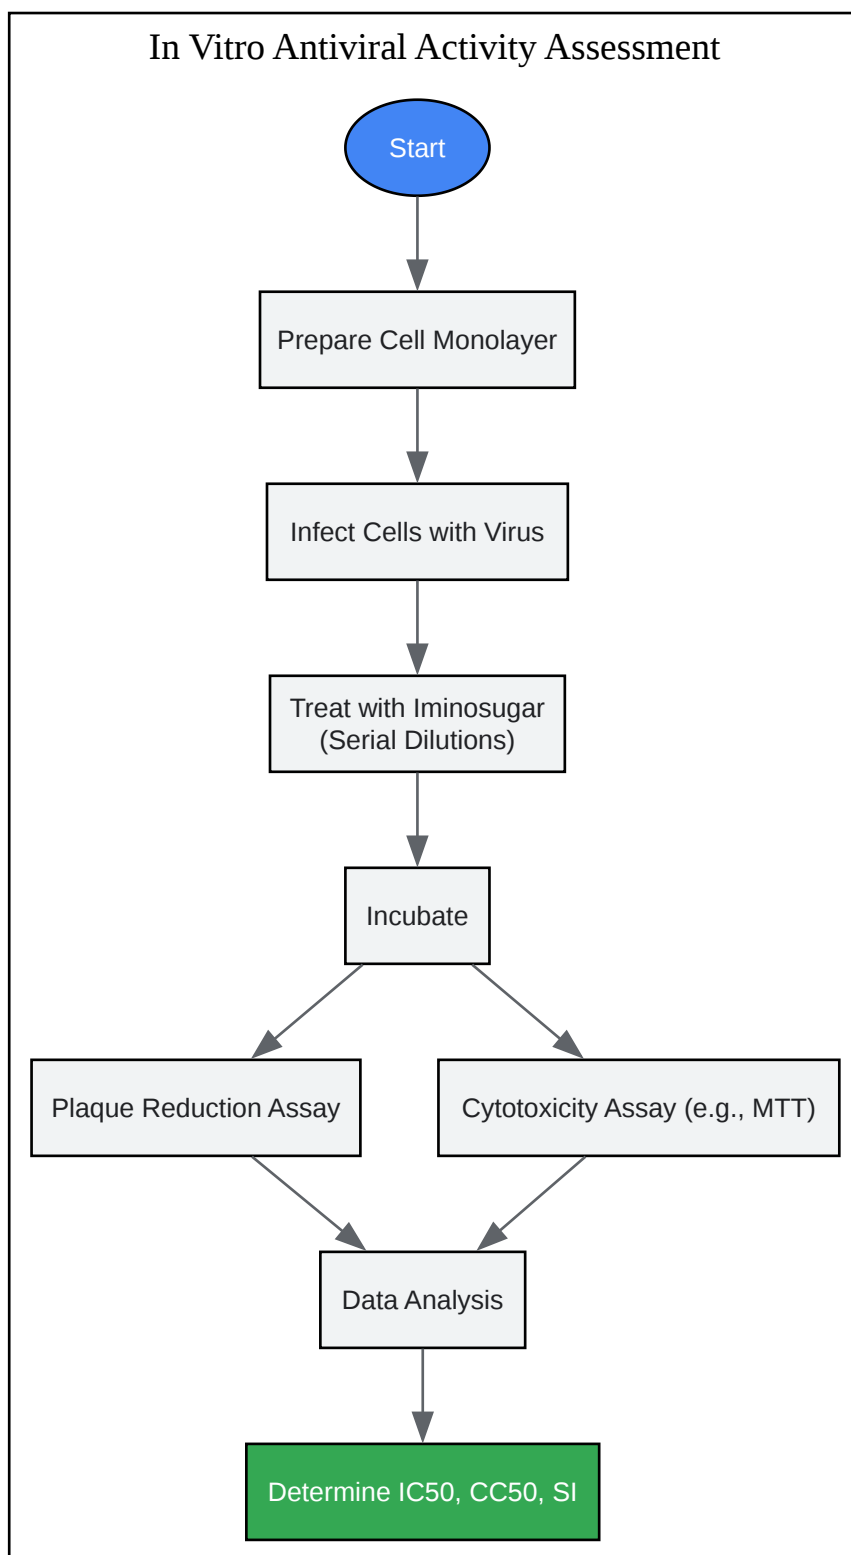 In Vitro Antiviral Activity Assessment
Start
Prepare Cell Monolayer
Infect Cells with Virus
Treat with Iminosugar
(Serial Dilutions)
Incubate
Plaque Reduction Assay
Cytotoxicity Assay (e.g., MTT)
Data Analysis
Determine IC50, CC50, SI